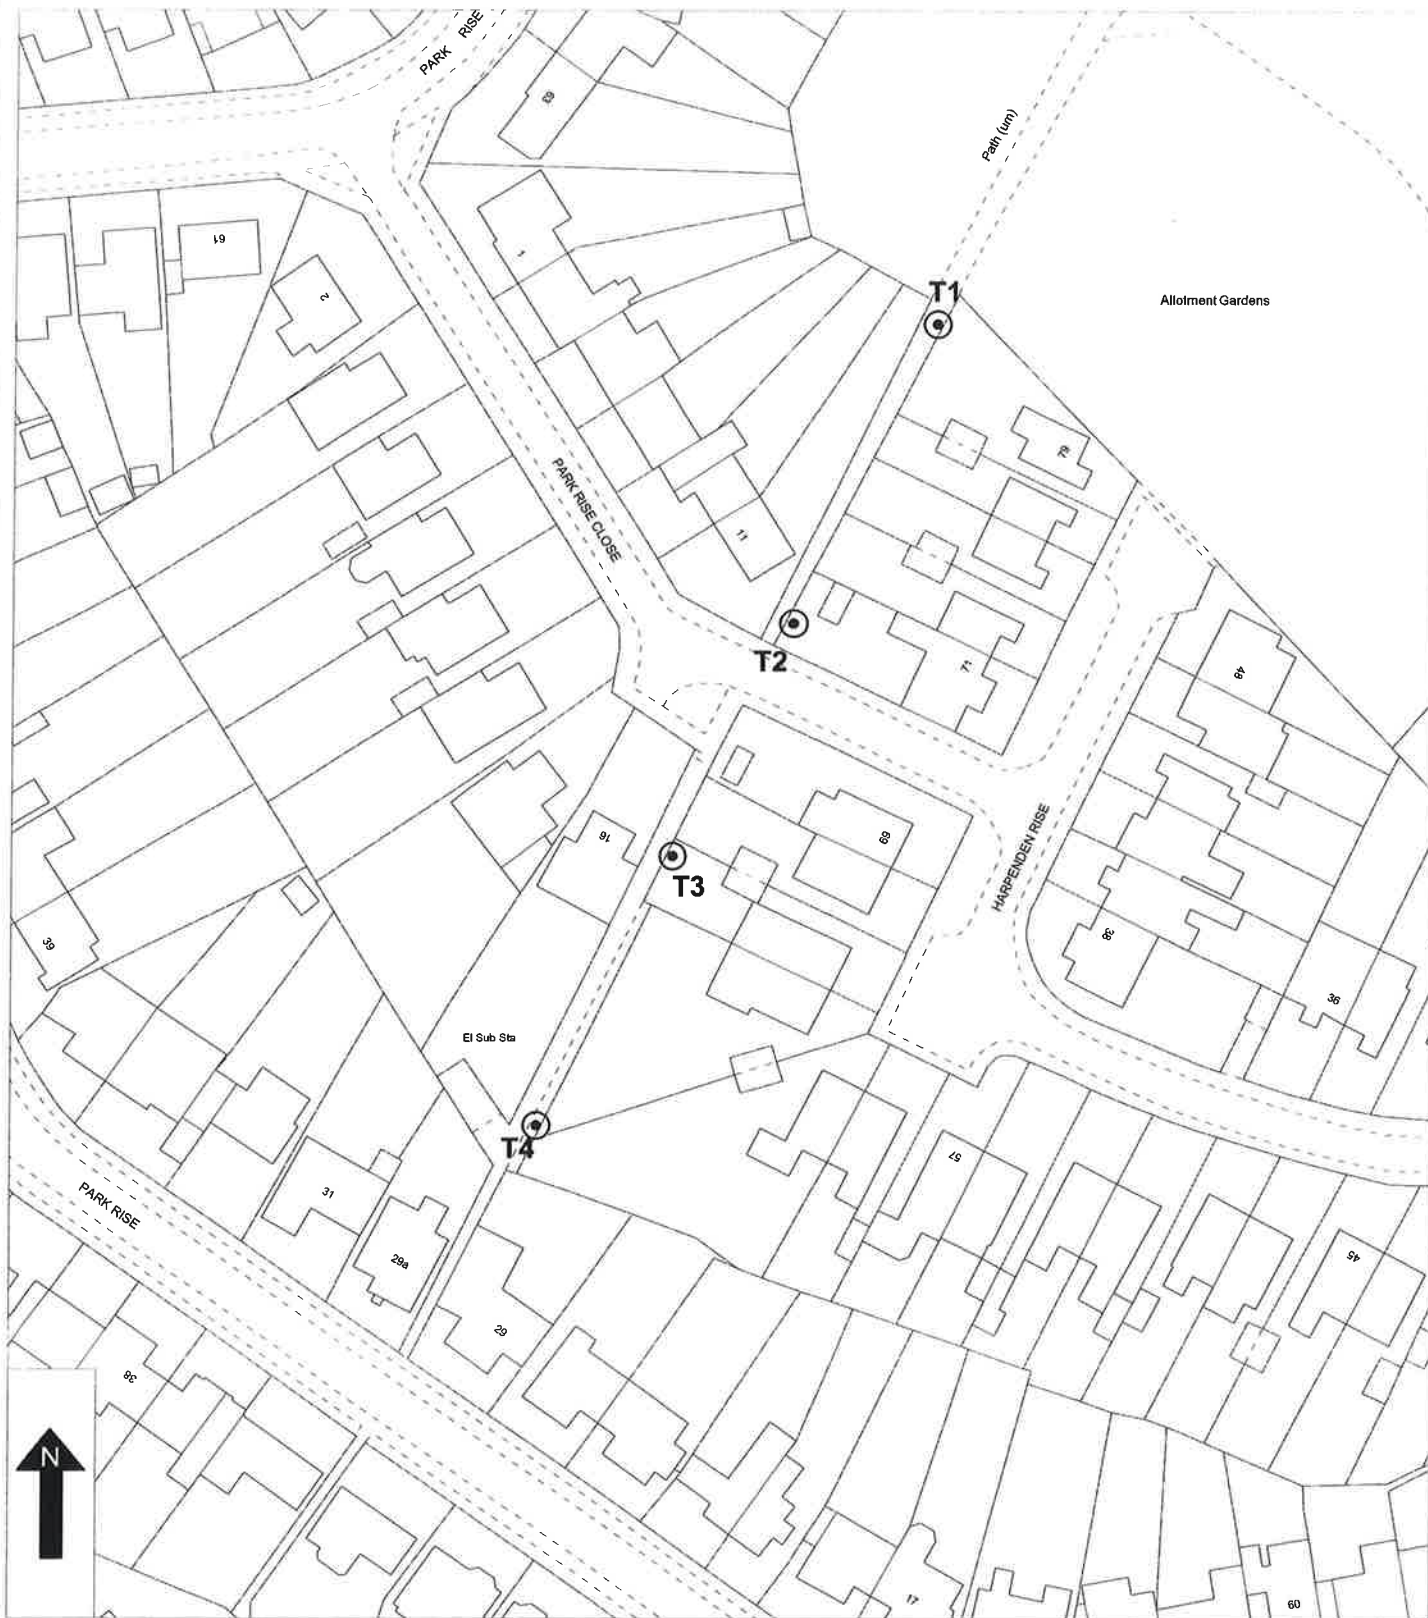 PARK RISE
63
Path (um)
61
1
2
T1
Allotment Gardens
79
PARK RISE CLOSE
11
T2
71
48
16
69
HARPENDEN RISE
T3
39
38
36
El Sub Sta
T4
57
31
PARK RISE
29a
45
29
38
N
17
60